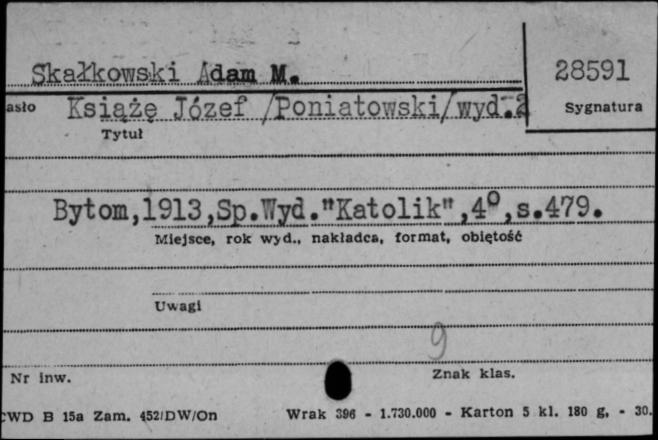 Skałkowski Adam M.
28591
asło Książę Józef /Poniatowski/wyd.2
Sygnatura
Tytuł
Bytom,1913,Sp.Wyd."Katolik",4º,s.479.
Miejsce, rok wyd., nakładca, format, objętość
Uwagi
9
Nr inw.
Znak klas.
CWD B 15a Zam. 452/DW/On Wrak 396 - 1.730.000 - Karton 5 kl. 180 g, - 30.